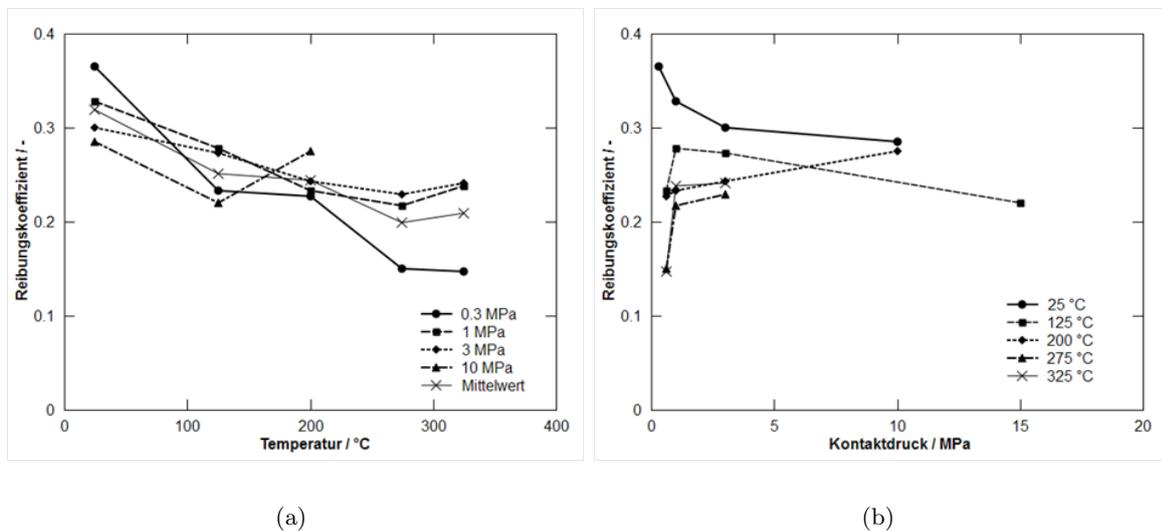 0.4
0.3
0.2
0.1
0
0
100
200
300
400
Reibungskoeffizient / -
Temperatur / °C
0.3 MPa
1 MPa
3 MPa
10 MPa
Mittelwert
(a)
0.4
0.3
0.2
0.1
0
0
5
10
15
20
Reibungskoeffizient / -
Kontaktdruck / MPa
25 °C
125 °C
200 °C
275 °C
325 °C
(b)